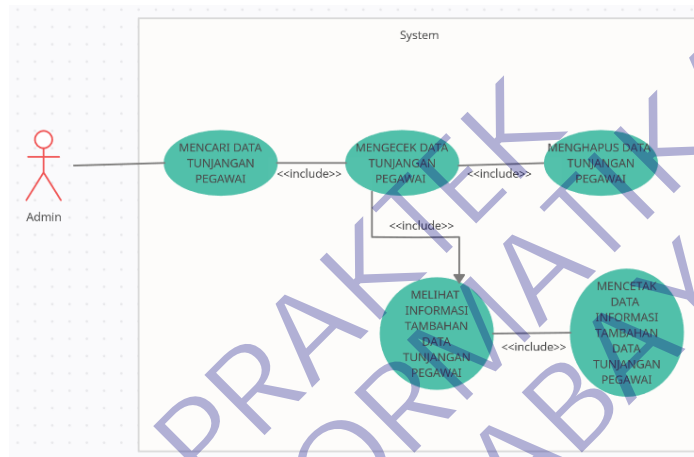 System
MENCARI DATA
TUNJANGAN
PEGAWAI
<<include>>
MENGECEK DATA
TUNJANGAN
PEGAWAI
<<include>>
MENGHAPUS DATA
TUNJANGAN
PEGAWAI
Admin
<<include>>
MELIHAT
INFORMASI
TAMBAHAN
DATA
TUNJANGAN
PEGAWAI
<<include>>
MENCETAK
DATA
INFORMASI
TAMBAHAN
DATA
TUNJANGAN
PEGAWAI
PRAKTEK